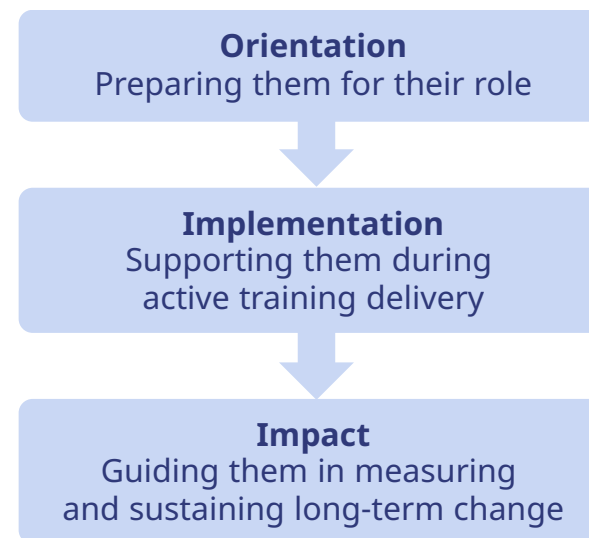 Orientation
Preparing them for their role
Implementation
Supporting them during
active training delivery
Impact
Guiding them in measuring
and sustaining long-term change